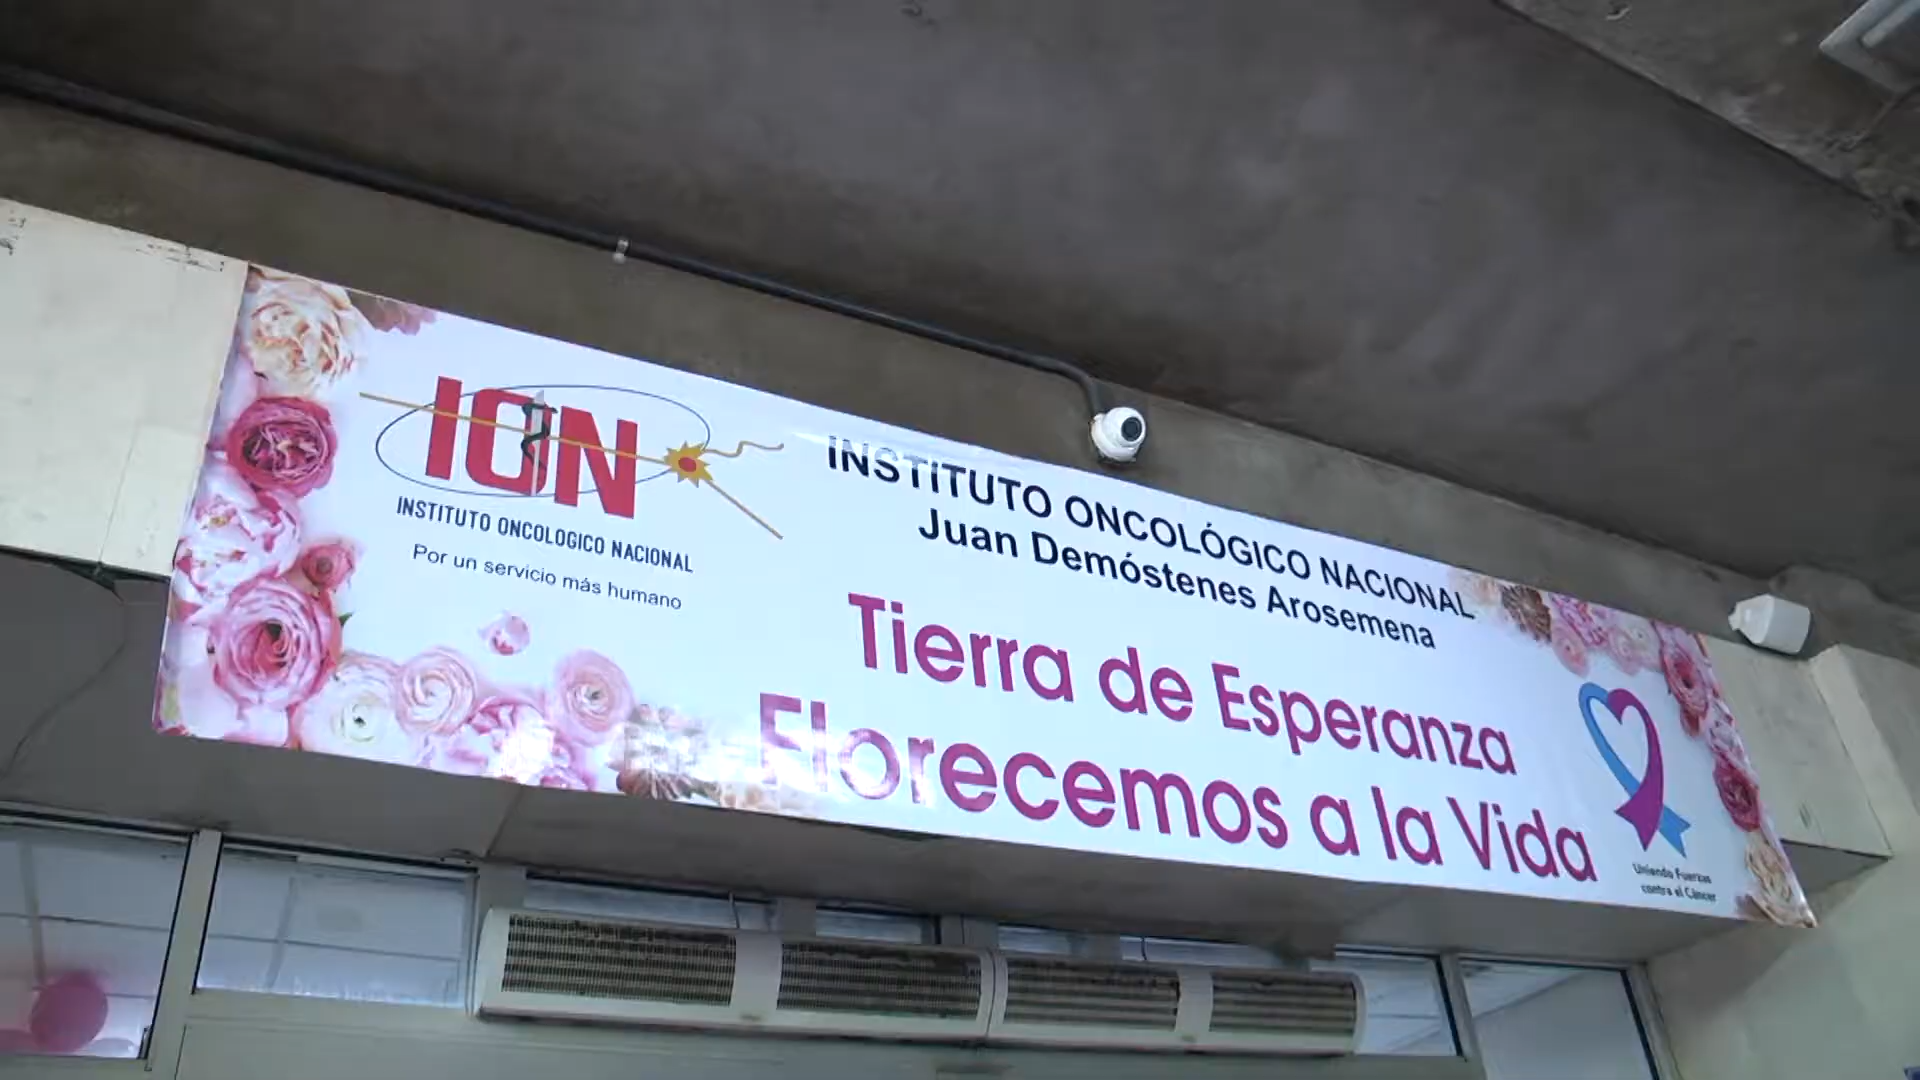 ION
INSTITUTO ONCOLOGICO NACIONAL
Por un servicio más humano
INSTITUTO ONCOLÓGICO NACIONAL
Juan Demóstenes Arosemena
Tierra de Esperanza
Florecemos a la Vida
Uniendo Fuerzas
contra el Cáncer